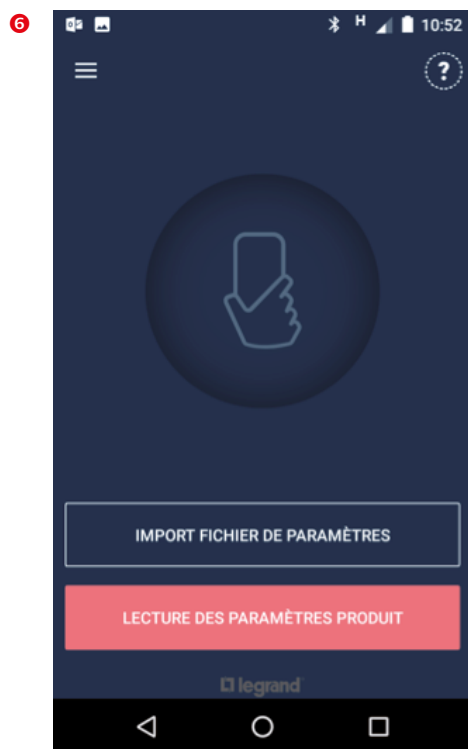 6
H 10:52
?
IMPORT FICHIER DE PARAMÈTRES
LECTURE DES PARAMÈTRES PRODUIT
legrand